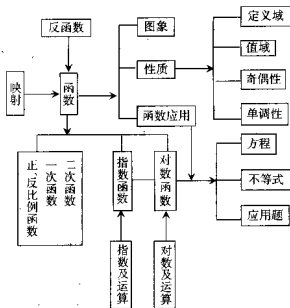 反函数
映射
函数
图象
性质
函数应用
定义域
值域
奇偶性
单调性
正、反比例函数
一次函数
二次函数
指数函数
对数函数
方程
不等式
应用题
指数及运算
对数及运算